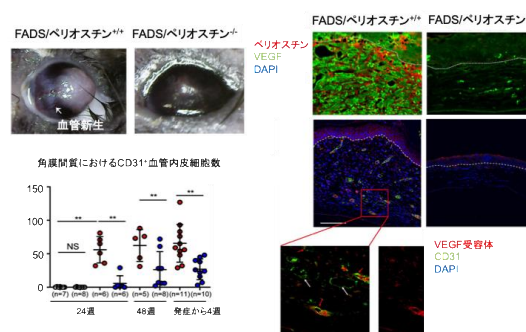 FADS/ペリオスチン+/+
FADS/ペリオスチン-/-
血管新生
角膜間質におけるCD31+血管内皮細胞数
150
100
50
0
NS
**
**
**
**
(n=7) (n=8) (n=6) (n=6) (n=5) (n=8) (n=11) (n=10)
24週 48週 発症から4週
FADS/ペリオスチン+/+
FADS/ペリオスチン-/-
ペリオスチン
VEGF
DAPI
VEGF受容体
CD31
DAPI